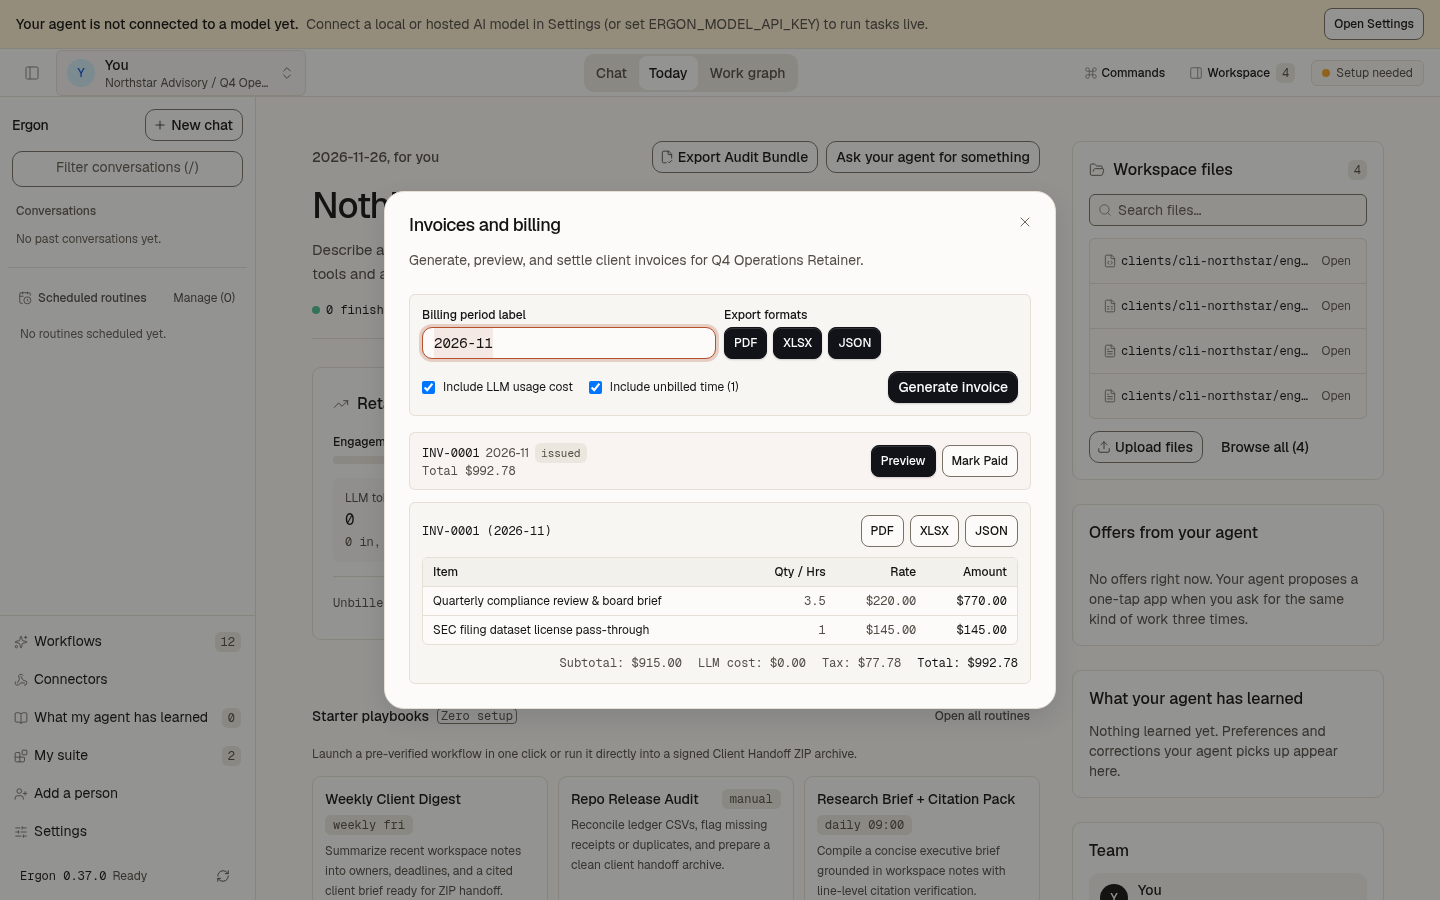 Your agent is not connected to a model yet. Connect a local or hosted AI model in Settings (or set ERGON_MODEL_API_KEY) to run tasks live.
Open Settings
Y
You
Northstar Advisory / Q4 Ope...
Chat
Today
Work graph
Commands
Workspace
4
Setup needed
Ergon
New chat
Filter conversations (/)
Conversations
No past conversations yet.
Scheduled routines
Manage (0)
No routines scheduled yet.
Workflows
12
Connectors
What my agent has learned
0
My suite
2
Add a person
Settings
Ergon 0.37.0 Ready
2026-11-26, for you
Export Audit Bundle
Ask your agent for something
Describe a
tools and a
0 finish
Invoices and billing
Generate, preview, and settle client invoices for Q4 Operations Retainer.
Billing period label
Export formats
2026-11
PDF
XLSX
JSON
Include LLM usage cost
Include unbilled time (1)
Generate invoice
INV-0001 2026-11 issued
Total $992.78
Preview
Mark Paid
INV-0001 (2026-11)
PDF
XLSX
JSON
Item Qty / Hrs Rate Amount
Quarterly compliance review & board brief 3.5 $220.00 $770.00
SEC filing dataset license pass-through 1 $145.00 $145.00
Subtotal: $915.00 LLM cost: $0.00 Tax: $77.78 Total: $992.78
LLM
0
0 in,
Starter playbooks
Zero setup
Open all routines
Launch a pre-verified workflow in one click or run it directly into a signed Client Handoff ZIP archive.
Weekly Client Digest
weekly fri
Summarize recent workspace notes
into owners, deadlines, and a cited
client brief ready for ZIP handoff.
Repo Release Audit
manual
Reconcile ledger CSVs, flag missing
receipts or duplicates, and prepare a
clean client handoff archive.
Research Brief + Citation Pack
daily 09:00
Compile a concise executive brief
grounded in workspace notes with
line-level citation verification.
Workspace files
4
Search files...
clients/cli-northstar/eng... Open
clients/cli-northstar/eng... Open
clients/cli-northstar/eng... Open
clients/cli-northstar/eng... Open
Upload files
Browse all (4)
Offers from your agent
No offers right now. Your agent proposes a
one-tap app when you ask for the same
kind of work three times.
What your agent has learned
Nothing learned yet. Preferences and
corrections your agent picks up appear
here.
Team
Y
You